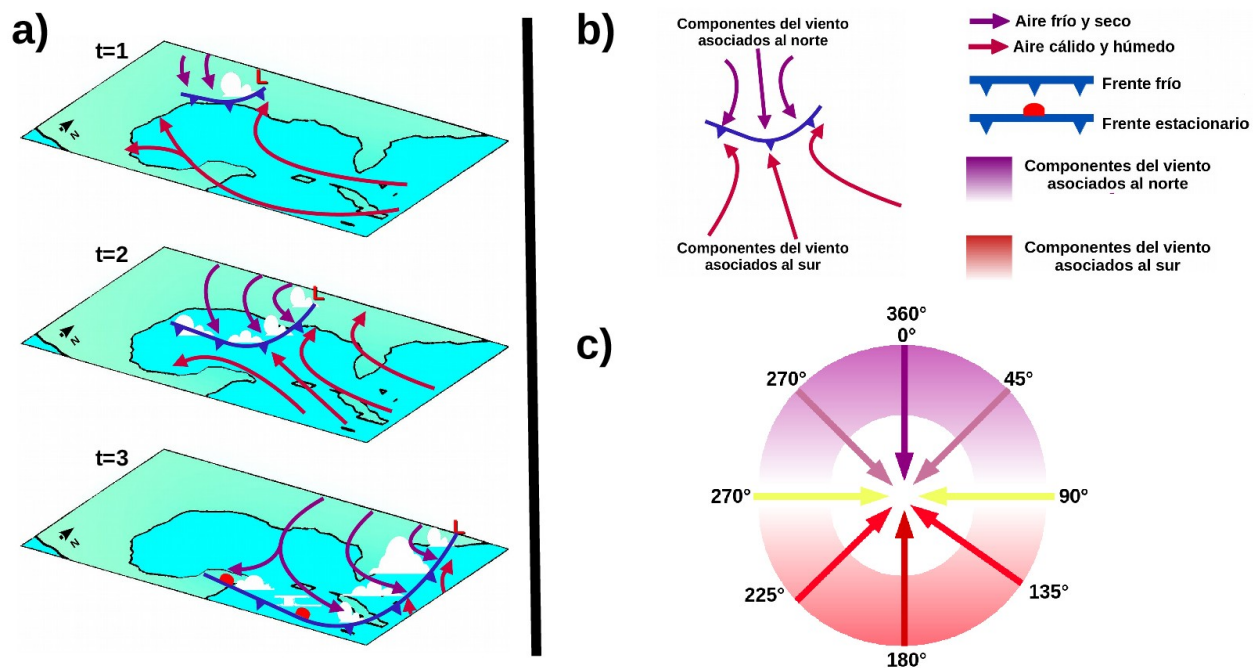 a)
t=1
L
N
t=2
L
N
t=3
L
N
b)
Componentes del viento
asociados al norte
Componentes del viento
asociados al sur
Aire frío y seco
Aire cálido y húmedo
Frente frío
Frente estacionario
Componentes del viento
asociados al norte
Componentes del viento
asociados al sur
c)
360°
0°
270°
45°
270°
90°
225°
135°
180°